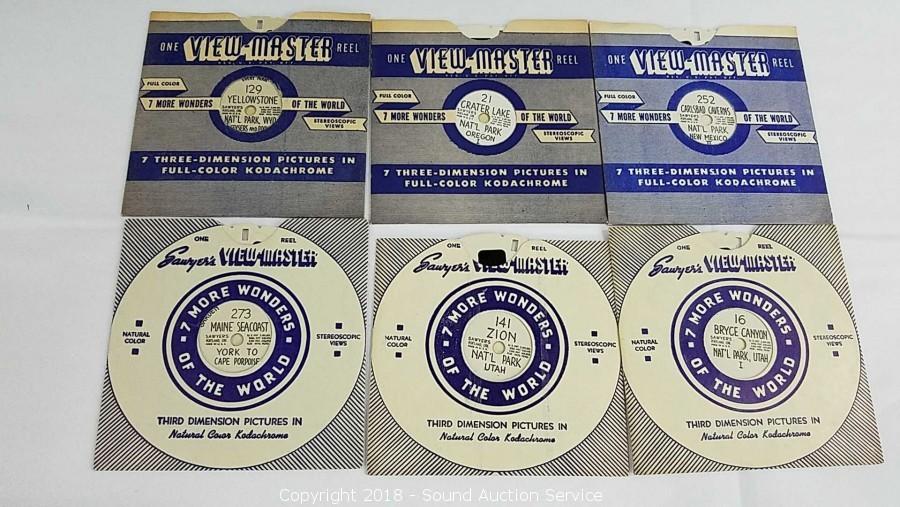 ONE VIEW-MASTER REEL
FULL COLOR
7 MORE WONDERS OF THE WORLD
STEREOSCOPIC VIEWS
129
YELLOWSTONE
NAT'L PARK, WYO.
7 THREE-DIMENSION PICTURES IN
FULL-COLOR KODACHROME
ONE VIEW-MASTER REEL
FULL COLOR
7 MORE WONDERS OF THE WORLD
STEREOSCOPIC VIEWS
21
CRATER LAKE
SAWYERS
NAT'L PARK
OREGON
I
7 THREE-DIMENSION PICTURES IN
FULL-COLOR KODACHROME
ONE VIEW-MASTER REEL
FULL COLOR
7 MORE WONDERS OF THE WORLD
STEREOSCOPIC VIEWS
252
CARLSBAD CAVERNS
SAWYERS
NAT'L PARK
NEW MEXICO
7 THREE-DIMENSION PICTURES IN
FULL-COLOR KODACHROME
ONE REEL
Sawyer's VIEW-MASTER
7 MORE WONDERS
OF THE WORLD
NATURAL
COLOR
STEREOSCOPIC
VIEWS
273
MAINE SEACOAST
SAWYER'S
YORK TO
CAPE PORPOISE
THIRD DIMENSION PICTURES IN
Natural Color Kodachrome
ONE REEL
Sawyer's VIEW-MASTER
7 MORE WONDERS
OF THE WORLD
NATURAL
COLOR
STEREOSCOPIC
VIEWS
141
ZION
SAWYERS
NAT'L PARK
UTAH
THIRD DIMENSION PICTURES IN
Natural Color Kodachrome
ONE REEL
Sawyer's VIEW-MASTER
7 MORE WONDERS
OF THE WORLD
NATURAL
COLOR
STEREOSCOPIC
VIEWS
16
BRYCE CANYON
SAWYERS
NAT'L PARK, UTAH
I
THIRD DIMENSION PICTURES IN
Natural Color Kodachrome
Copyright 2018 - Sound Auction Service